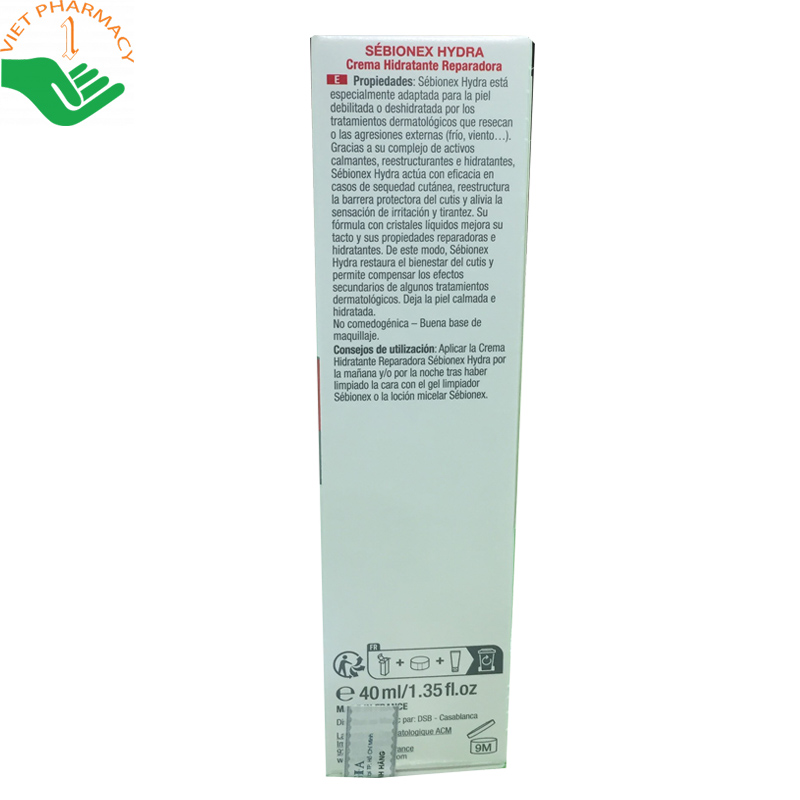 VIET PHARMACY
SÉBIONEX HYDRA
Crema Hidratante Reparadora
E Propiedades: Sébionex Hydra está
especialmente adaptada para la piel
debilitada o deshidratada por los
tratamientos dermatológicos que resecan
o las agresiones externas (frío, viento…).
Gracias a su complejo de activos
calmantes, reestructurantes e hidratantes,
Sébionex Hydra actúa con eficacia en
casos de sequedad cutánea, reestructura
la barrera protectora del cutis y alivia la
sensación de irritación y tirantez. Su
fórmula con cristales líquidos mejora su
tacto y sus propiedades reparadoras e
hidratantes. De este modo, Sébionex
Hydra restaura el bienestar del cutis y
permite compensar los efectos
secundarios de algunos tratamientos
dermatológicos. Deja la piel calmada e
hidratada.
No comedogénica – Buena base de
maquillaje.
Consejos de utilización: Aplicar la Crema
Hidratante Reparadora Sébionex Hydra por
la mañana y/o por la noche tras haber
limpiado la cara con el gel limpiador
Sébionex o la loción micelar Sébionex.
FR
+ +
e 40 ml/1.35 fl.oz
par: DSB - Casablanca
ACM
9M
Hồ Chí Minh
HÀNG